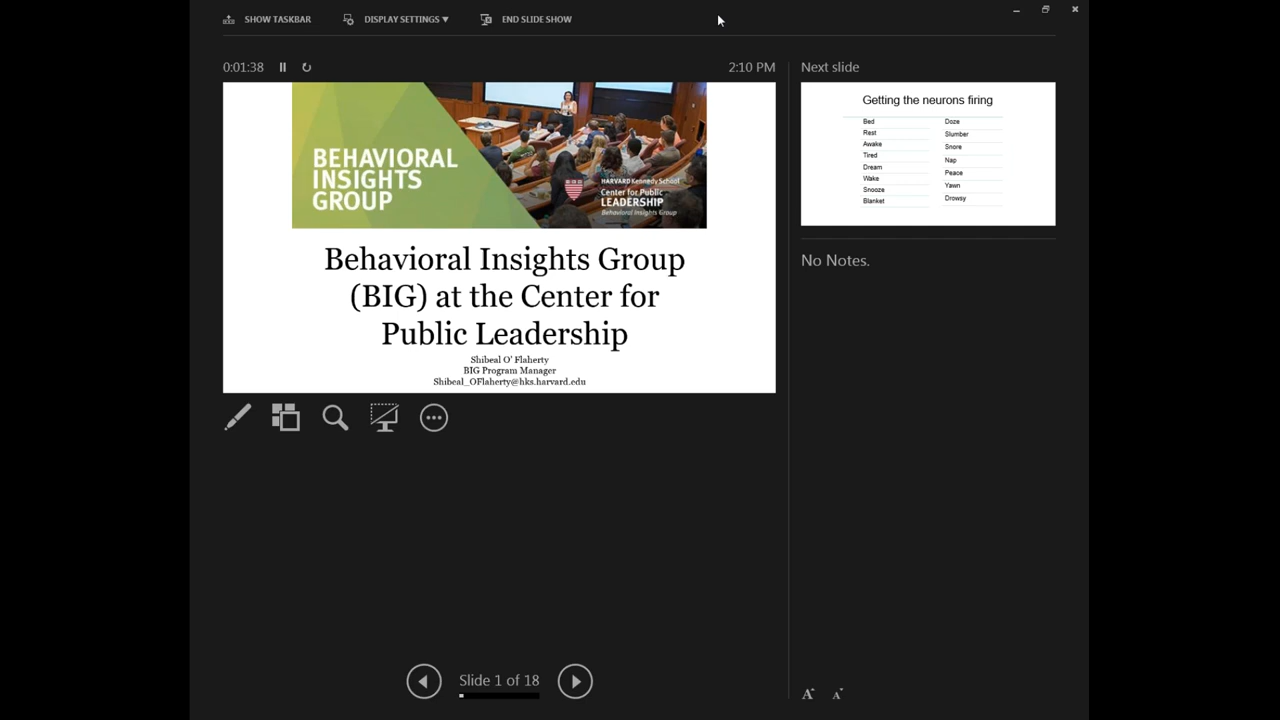 SHOW TASKBAR
DISPLAY SETTINGS ▾
END SLIDE SHOW
0:01:38
2:10 PM
BEHAVIORAL
INSIGHTS
GROUP
HARVARD Kennedy School
Center for Public
LEADERSHIP
Behavioral Insights Group
Behavioral Insights Group
(BIG) at the Center for
Public Leadership
Shibeal O' Flaherty
BIG Program Manager
Shibeal_OFlaherty@hks.harvard.edu
Slide 1 of 18
Next slide
Getting the neurons firing
Bed
Rest
Awake
Tired
Dream
Wake
Snooze
Blanket
Doze
Slumber
Snore
Nap
Peace
Yawn
Drowsy
No Notes.
A A